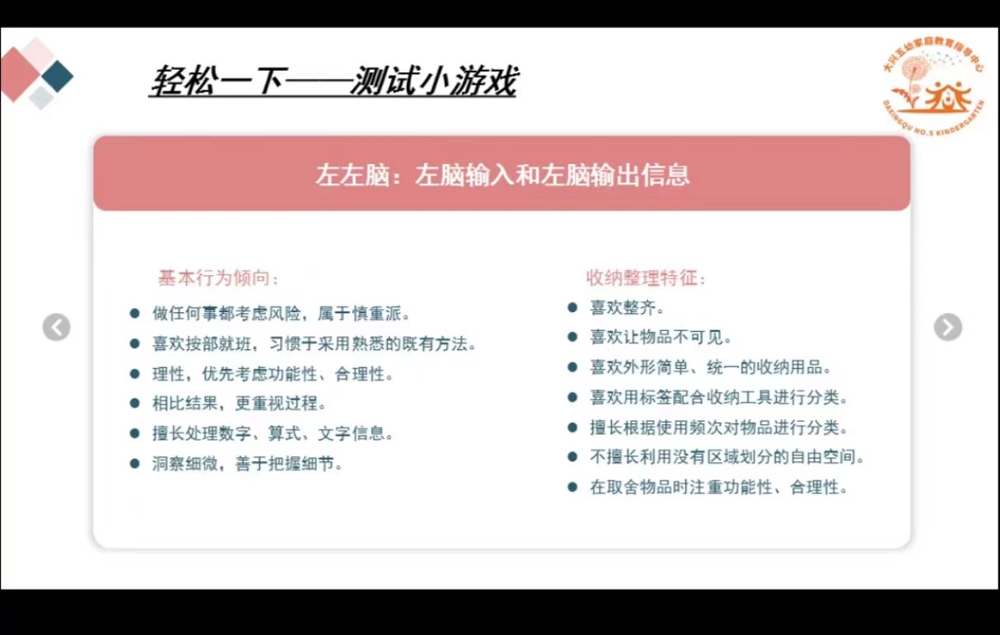 轻松一下——测试小游戏
大兴五幼家庭教育指导中心
DAXINGQU NO.5 KINDERGARTEN
左左脑：左脑输入和左脑输出信息
基本行为倾向：
做任何事都考虑风险，属于慎重派。
喜欢按部就班，习惯于采用熟悉的既有方法。
理性，优先考虑功能性、合理性。
相比结果，更重视过程。
擅长处理数字、算式、文字信息。
洞察细微，善于把握细节。
收纳整理特征：
喜欢整齐。
喜欢让物品不可见。
喜欢外形简单、统一的收纳用品。
喜欢用标签配合收纳工具进行分类。
擅长根据使用频次对物品进行分类。
不擅长利用没有区域划分的自由空间。
在取舍物品时注重功能性、合理性。